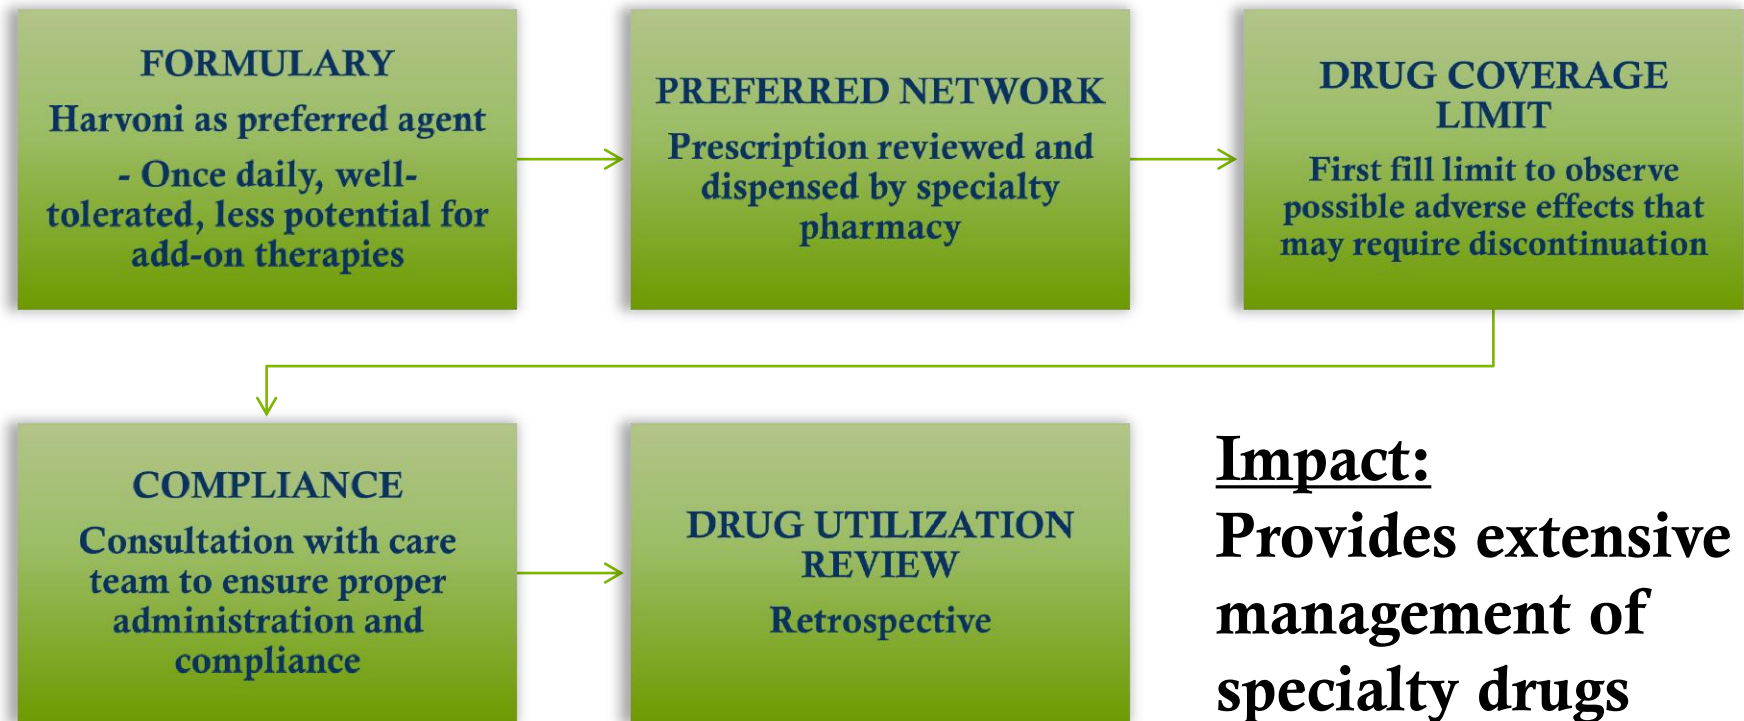 FORMULARY
Harvoni as preferred agent
- Once daily, well-
tolerated, less potential for
add-on therapies
PREFERRED NETWORK
Prescription reviewed and
dispensed by specialty
pharmacy
DRUG COVERAGE
LIMIT
First fill limit to observe
possible adverse effects that
may require discontinuation
COMPLIANCE
Consultation with care
team to ensure proper
administration and
compliance
DRUG UTILIZATION
REVIEW
Retrospective
Impact:
Provides extensive
management of
specialty drugs